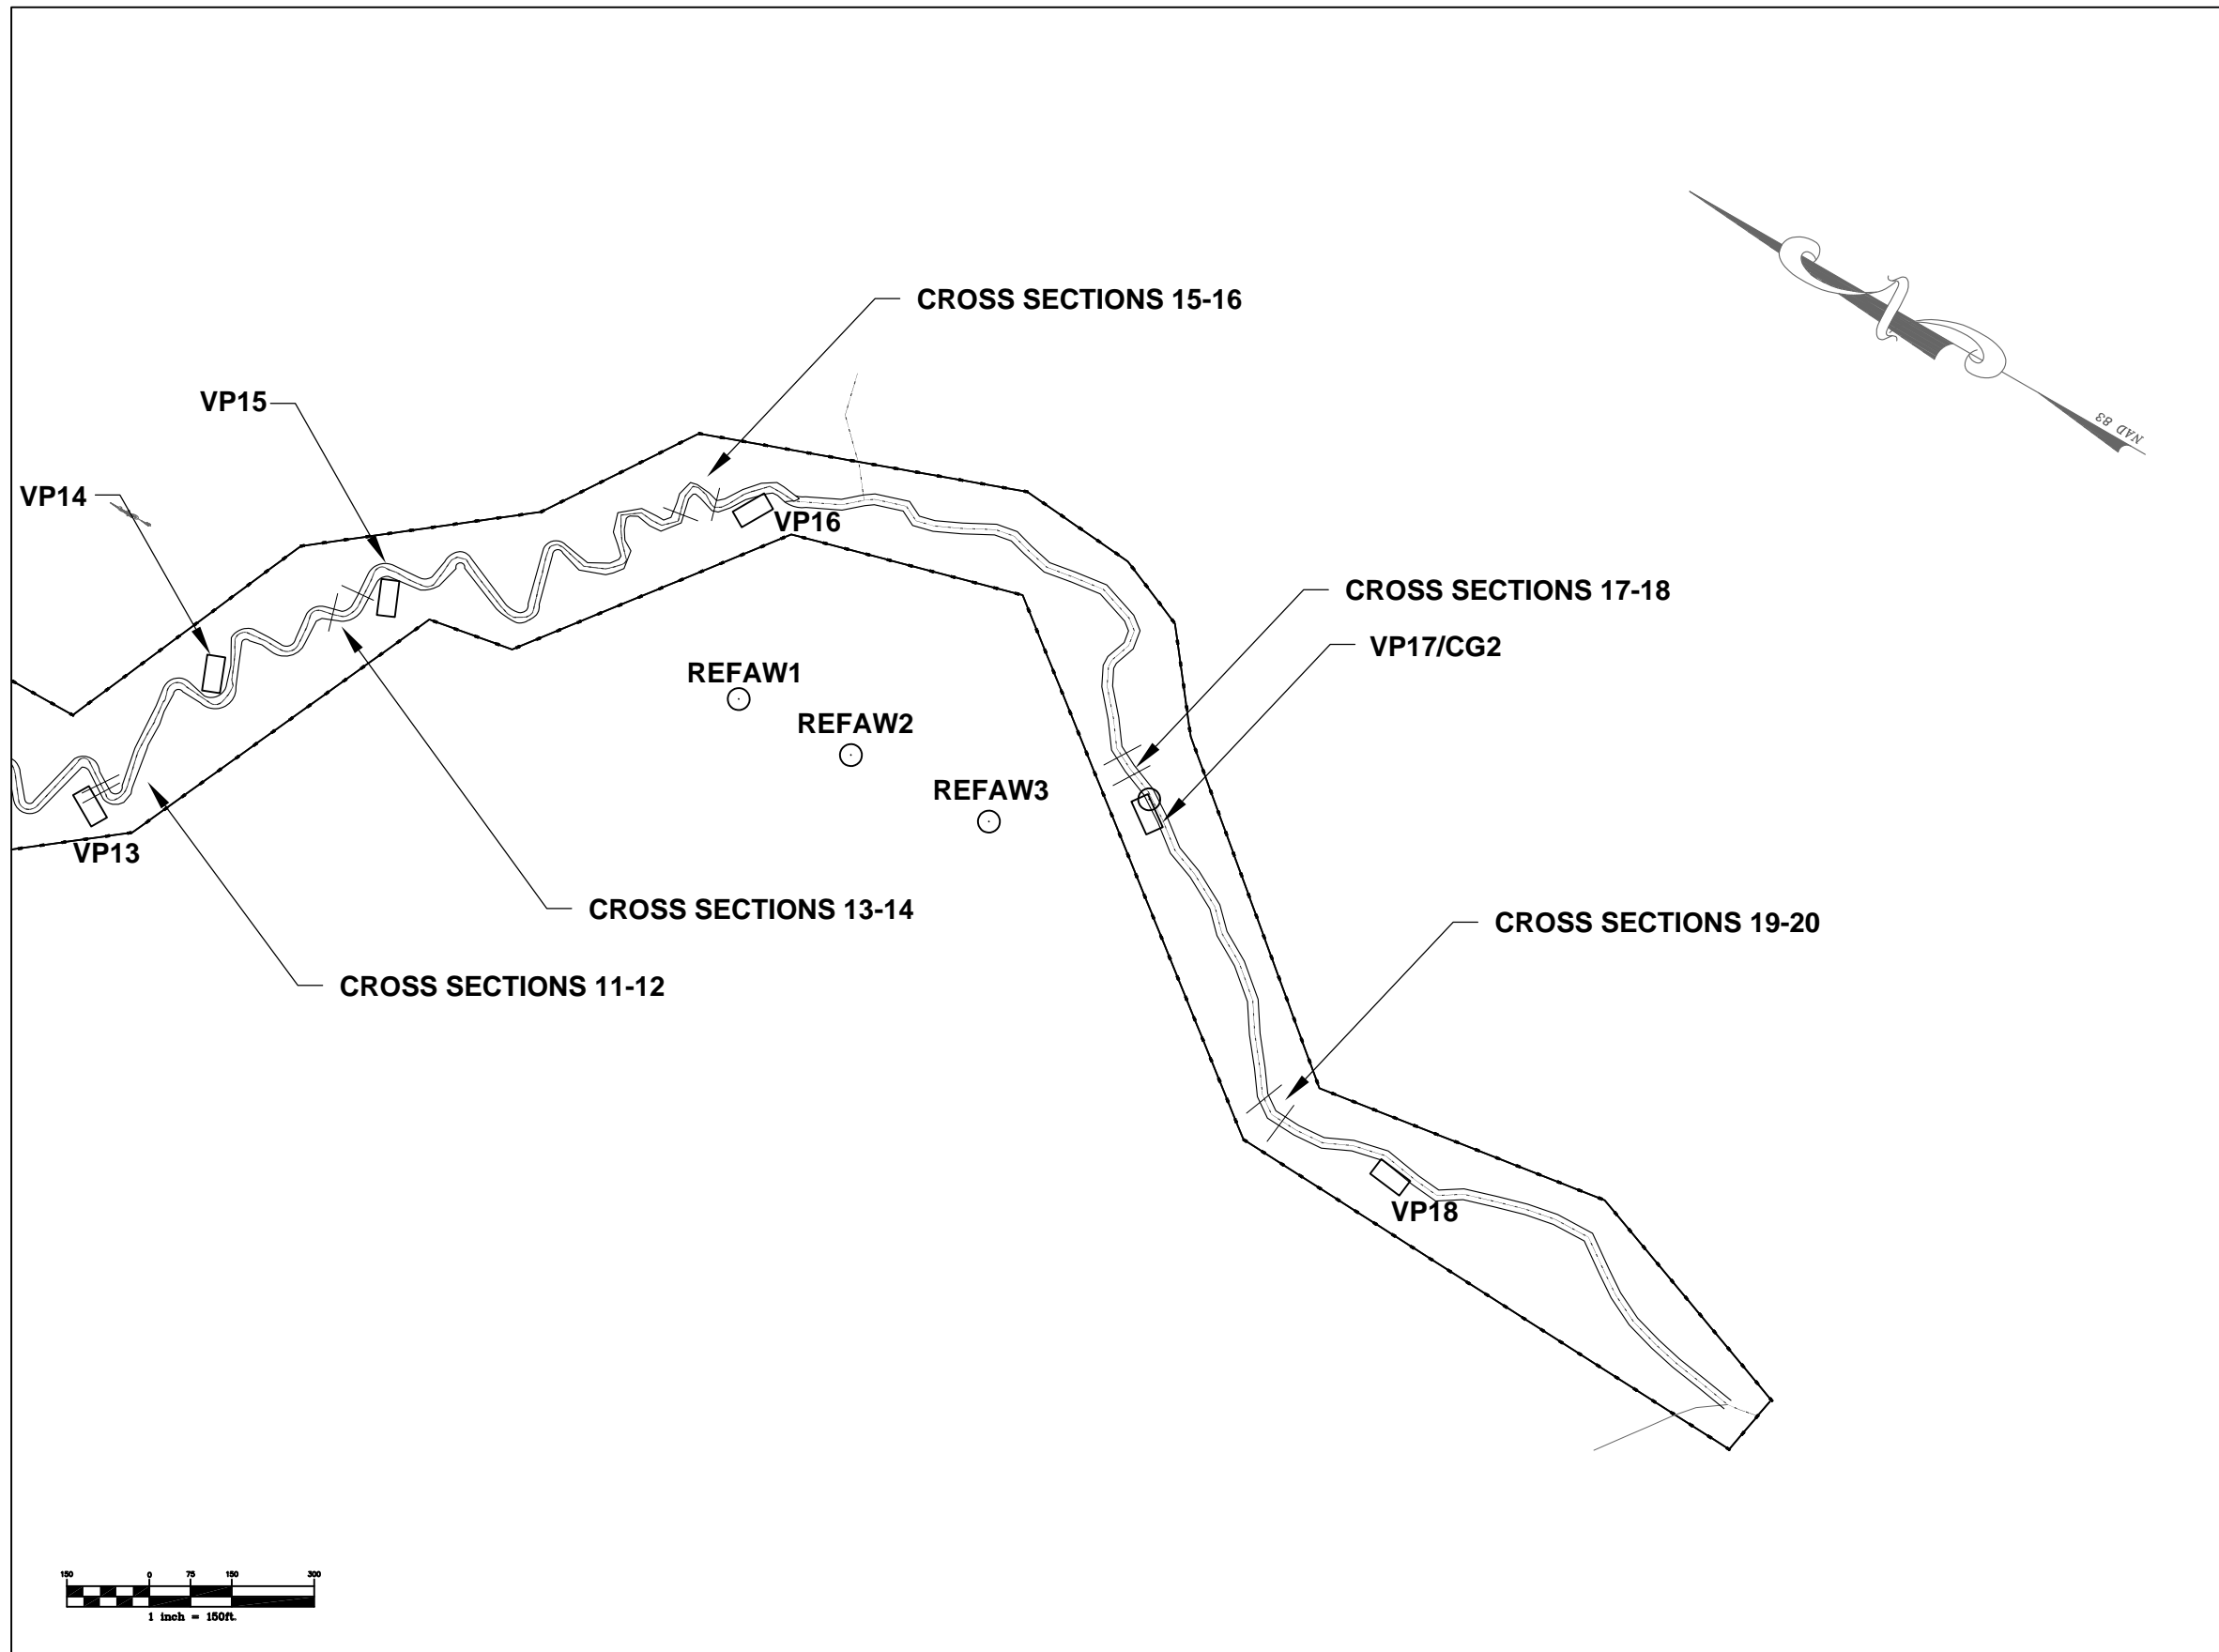 NAD 83
CROSS SECTIONS 15-16
VP15
VP14
VP16
CROSS SECTIONS 17-18
VP17/CG2
REFAW1
REFAW2
REFAW3
VP13
CROSS SECTIONS 13-14
CROSS SECTIONS 19-20
CROSS SECTIONS 11-12
VP18
150 0 75 150 300
1 inch = 150ft.